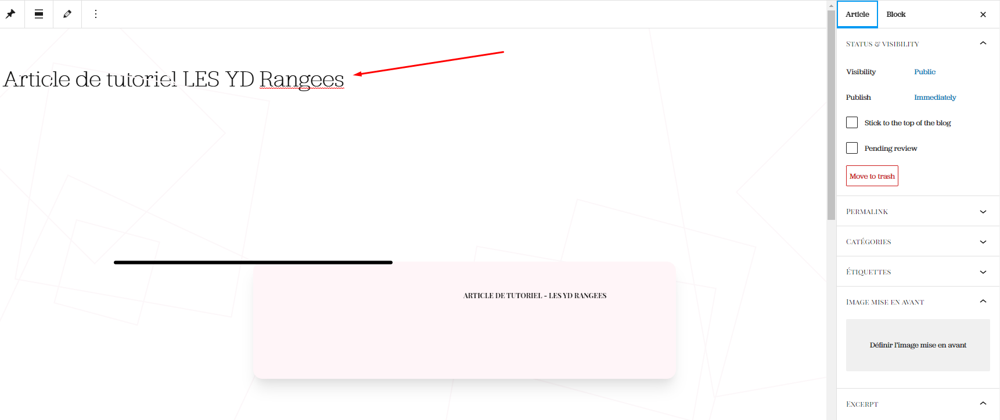 Article de tutoriel LES YD Rangees
ARTICLE DE TUTORIEL - LES YD RANGEES
Article Block
STATUS & VISIBILITY
Visibility Public
Publish Immediately
Stick to the top of the blog
Pending review
Move to trash
PERMALINK
CATÉGORIES
ÉTIQUETTES
IMAGE MISE EN AVANT
Définir l'image mise en avant
EXCERPT